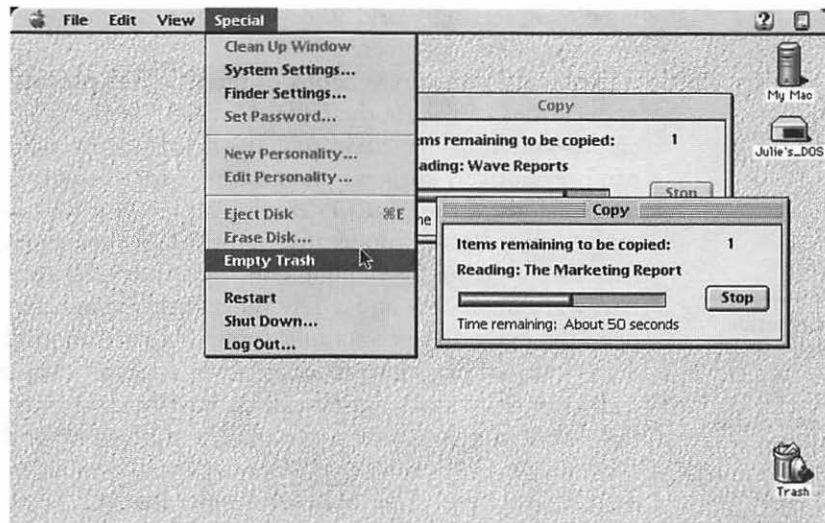 File Edit View Special
Clean Up Window
System Settings...
Finder Settings...
Set Password...
New Personality...
Edit Personality...
Eject Disk ⌘E
Erase Disk...
Empty Trash
Restart
Shut Down...
Log Out...
Copy
ms remaining to be copied: 1
ading: Wave Reports
Stop
ne
Copy
Items remaining to be copied: 1
Reading: The Marketing Report
Stop
Time remaining: About 50 seconds
My Mac
Julie's_DOS
Trash